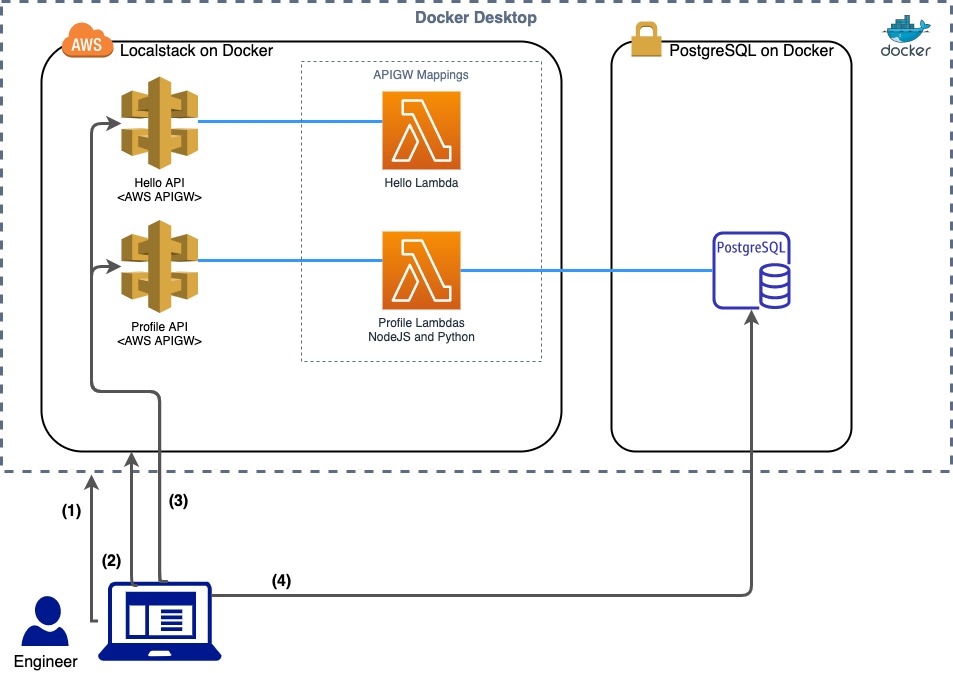 Docker Desktop
AWS
Localstack on Docker
PostgreSQL on Docker
docker
APIGW Mappings
Hello API
<AWS APIGW>
Hello Lambda
Profile API
<AWS APIGW>
Profile Lambdas
NodeJS and Python
PostgreSQL
(1)
(2)
(3)
(4)
Engineer